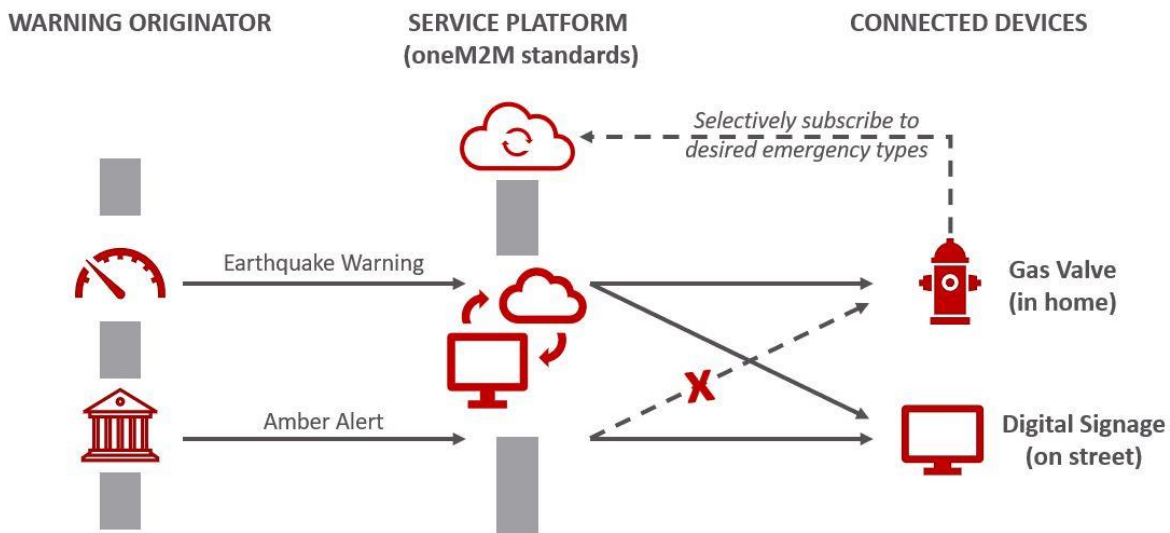 WARNING ORIGINATOR
SERVICE PLATFORM
(oneM2M standards)
CONNECTED DEVICES
Selectively subscribe to
desired emergency types
Earthquake Warning
Gas Valve
(in home)
X
Amber Alert
Digital Signage
(on street)